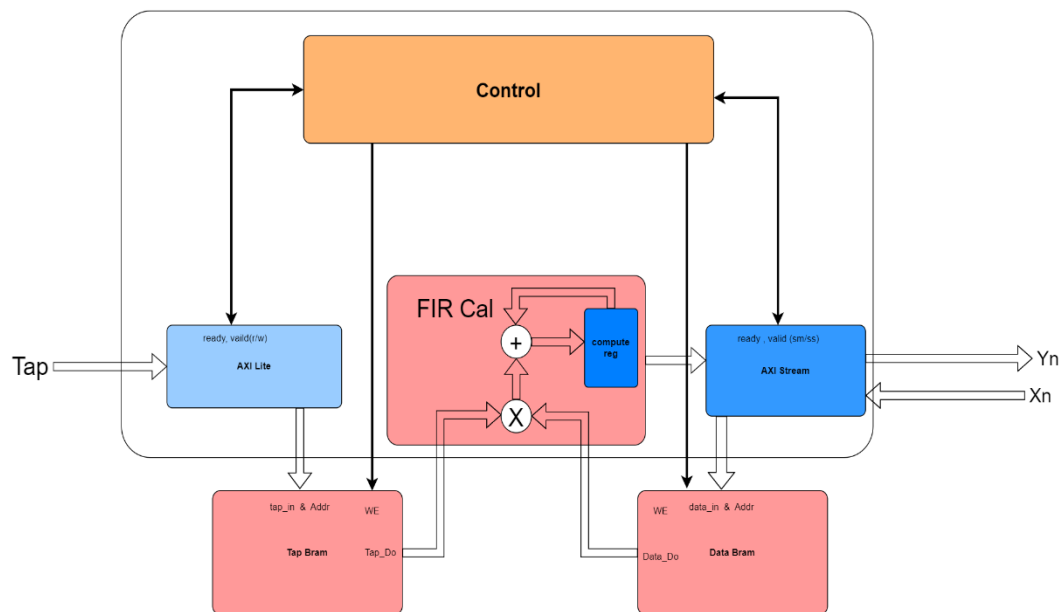 Control
FIR Cal
+
compute
reg
X
ready, vaild(r/w)
AXI Lite
ready , valid (sm/ss)
AXI Stream
Tap
Yn
Xn
tap_in & Addr
WE
Tap Bram
Tap_Do
data_in & Addr
WE
Data_Do
Data Bram